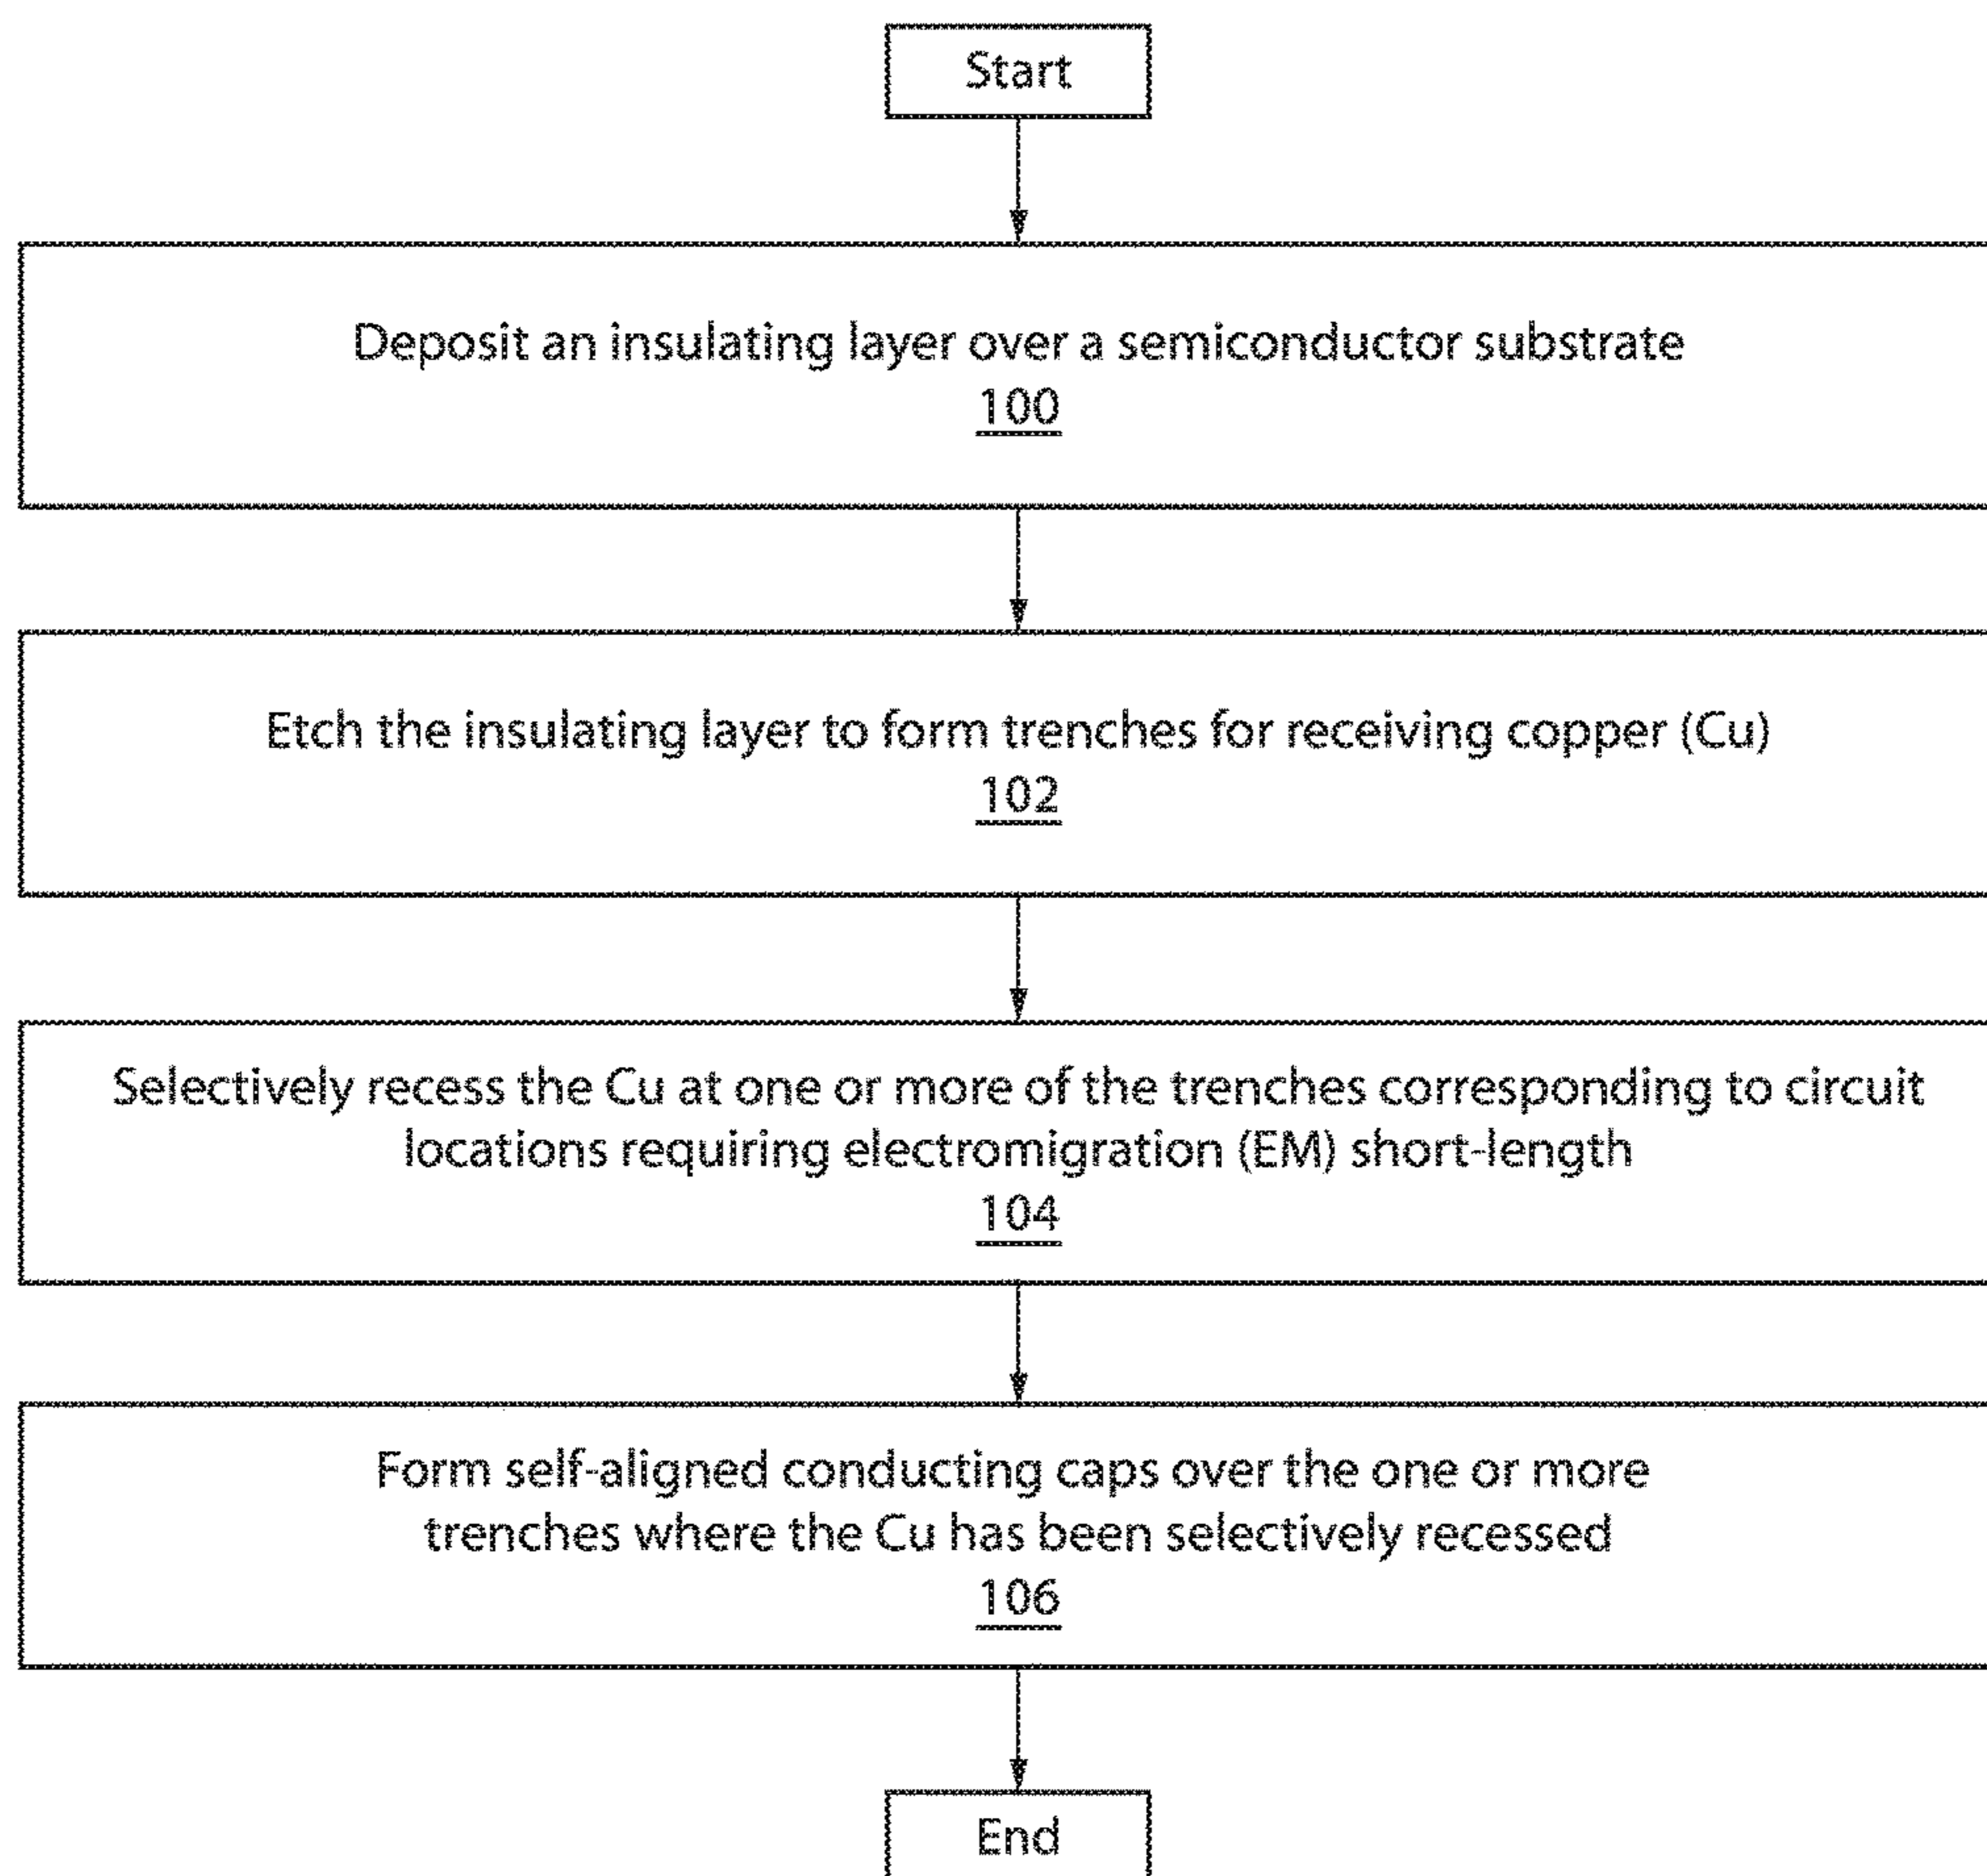 Start
Deposit an insulating layer over a semiconductor substrate
100
Etch the insulating layer to form trenches for receiving copper (Cu)
102
Selectively recess the Cu at one or more of the trenches corresponding to circuit
locations requiring electromigration (EM) short-length
104
Form self-aligned conducting caps over the one or more
trenches where the Cu has been selectively recessed
106
End